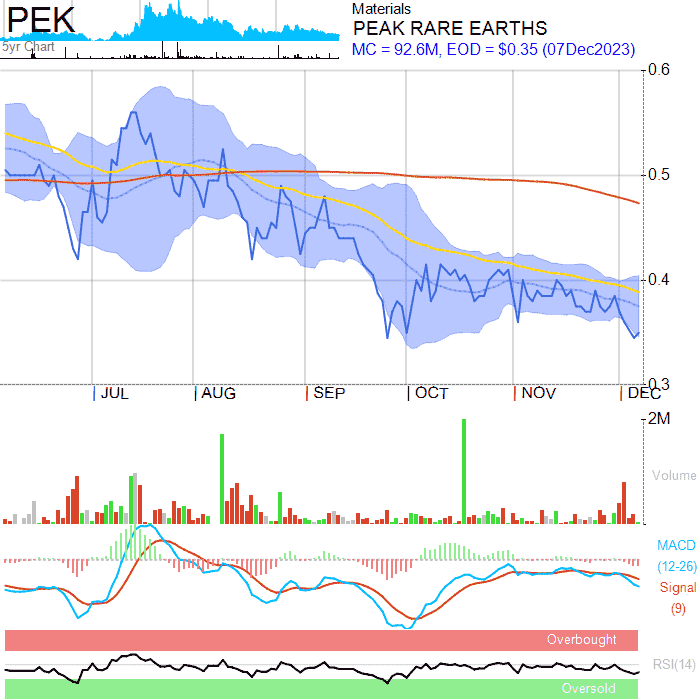 PEK
5yr Chart
Materials
PEAK RARE EARTHS
MC = 92.6M, EOD = $0.35 (07Dec2023)
0.6
0.5
0.4
0.3
JUL AUG SEP OCT NOV DEC
2M
Volume
MACD
(12-26)
Signal
(9)
Overbought
RSI(14)
Oversold